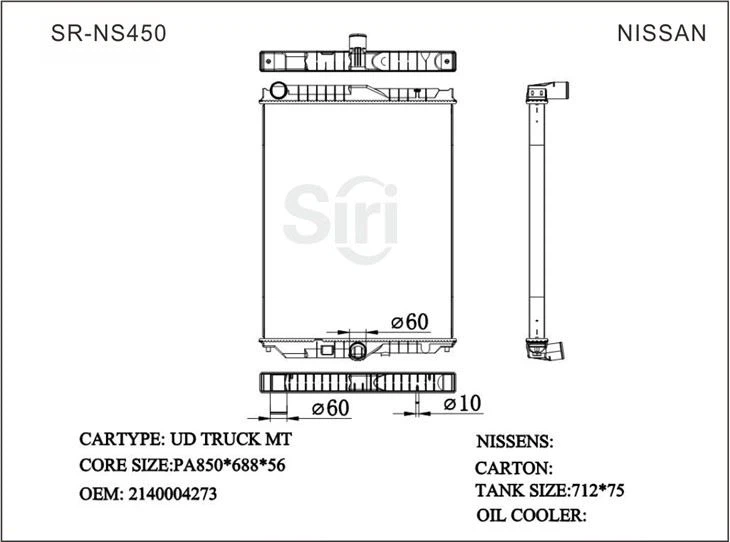 SR-NS450
NISSAN
Siri
⌀60
⌀60
⌀10
CARTYPE: UD TRUCK MT
CORE SIZE:PA850*688*56
OEM: 2140004273
NISSENS:
CARTON:
TANK SIZE:712*75
OIL COOLER: